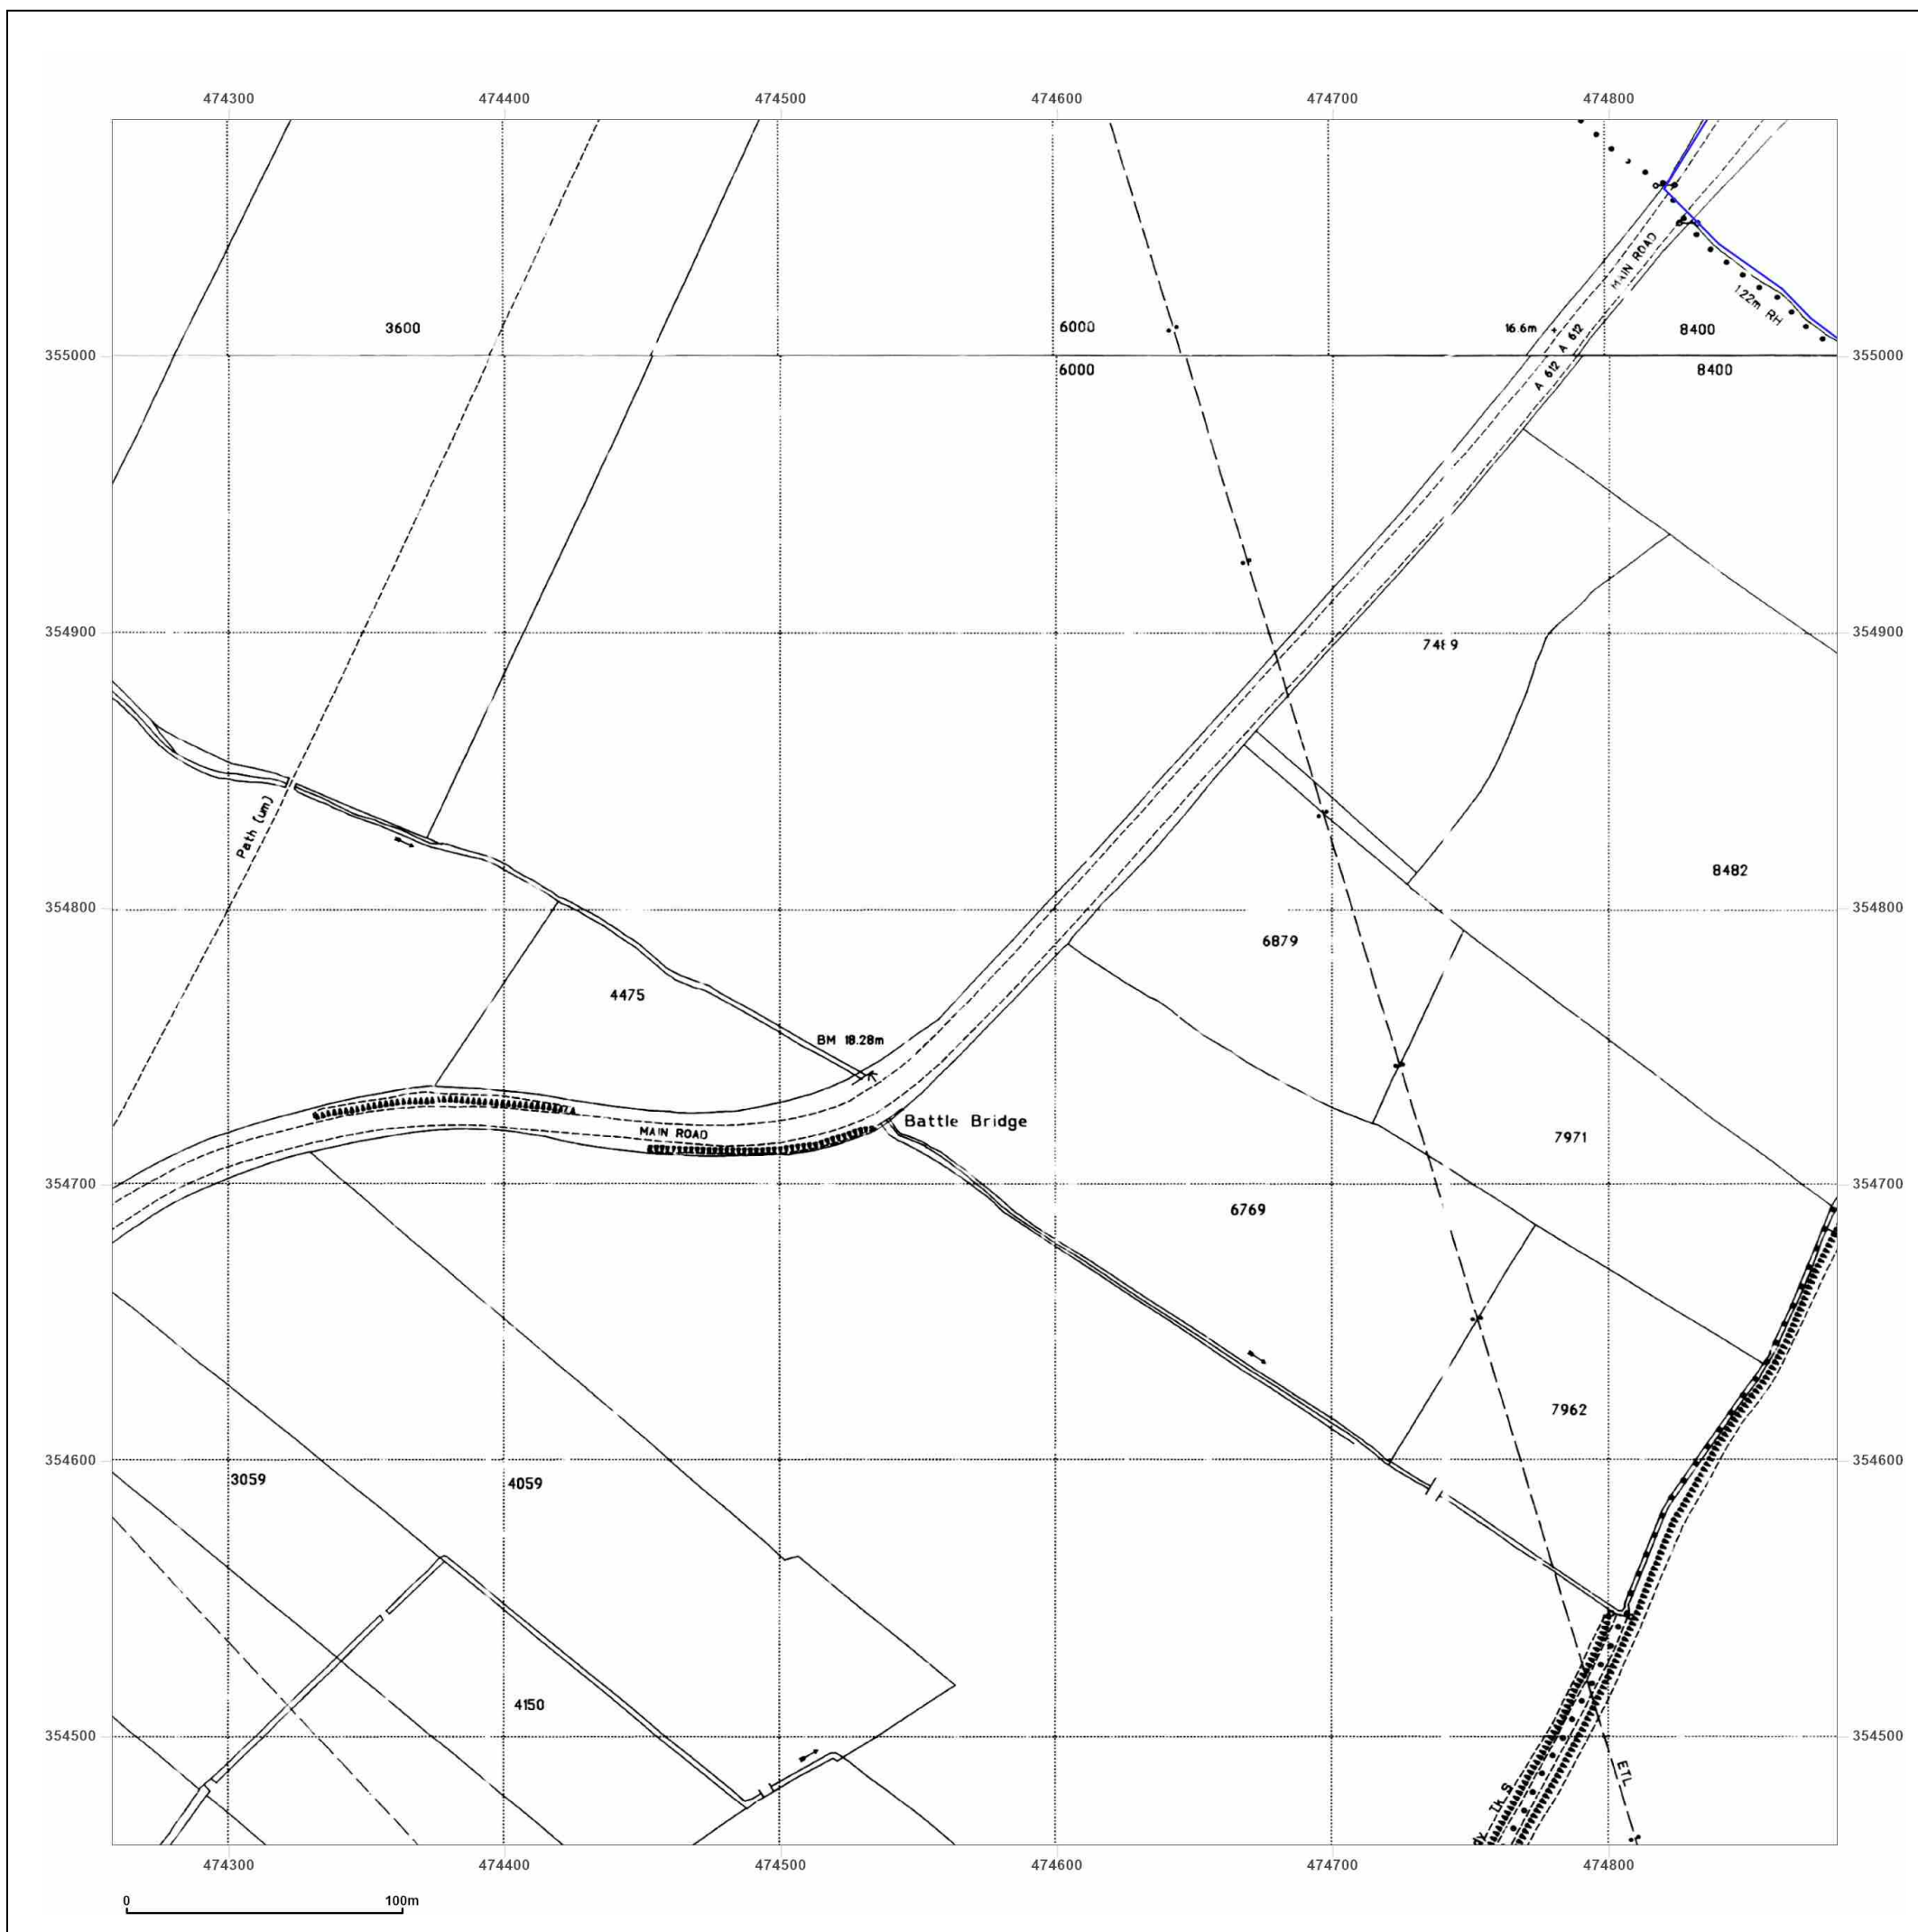 474300 474400 474500 474600 474700 474800
MAIN ROAD
1.22m RH
3600 6000 16.6m 8400
A 612
355000 355000
6000 A 612 8400
354900 354900
7489
Path (um)
8482
354800 354800
6879
4475
BM 18.28m
Battle Bridge
MAIN ROAD
7971
354700 354700
6769
7962
354600 354600
3059 4059
4150
354500 354500
ETL
474300 474400 474500 474600 474700 474800
0 100m